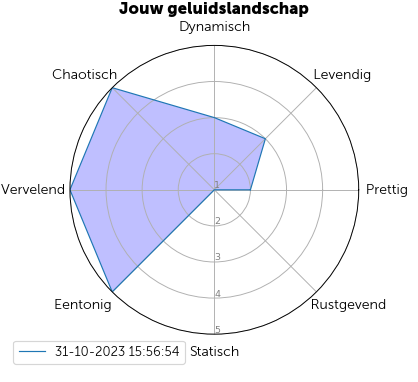 Jouw geluidslandschap
Dynamisch
Chaotisch
Levendig
Vervelend
1
Prettig
2
3
4
Eentonig
Rustgevend
5
31-10-2023 15:56:54
Statisch